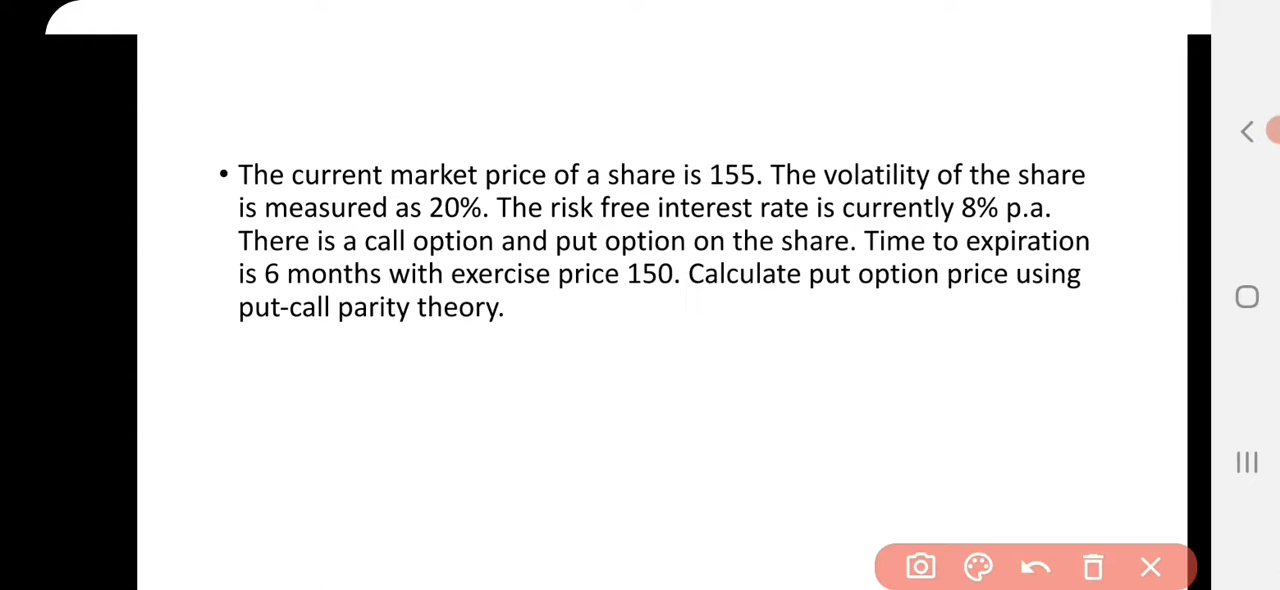 • The current market price of a share is 155. The volatility of the share
is measured as 20%. The risk free interest rate is currently 8% p.a.
There is a call option and put option on the share. Time to expiration
is 6 months with exercise price 150. Calculate put option price using
put-call parity theory.